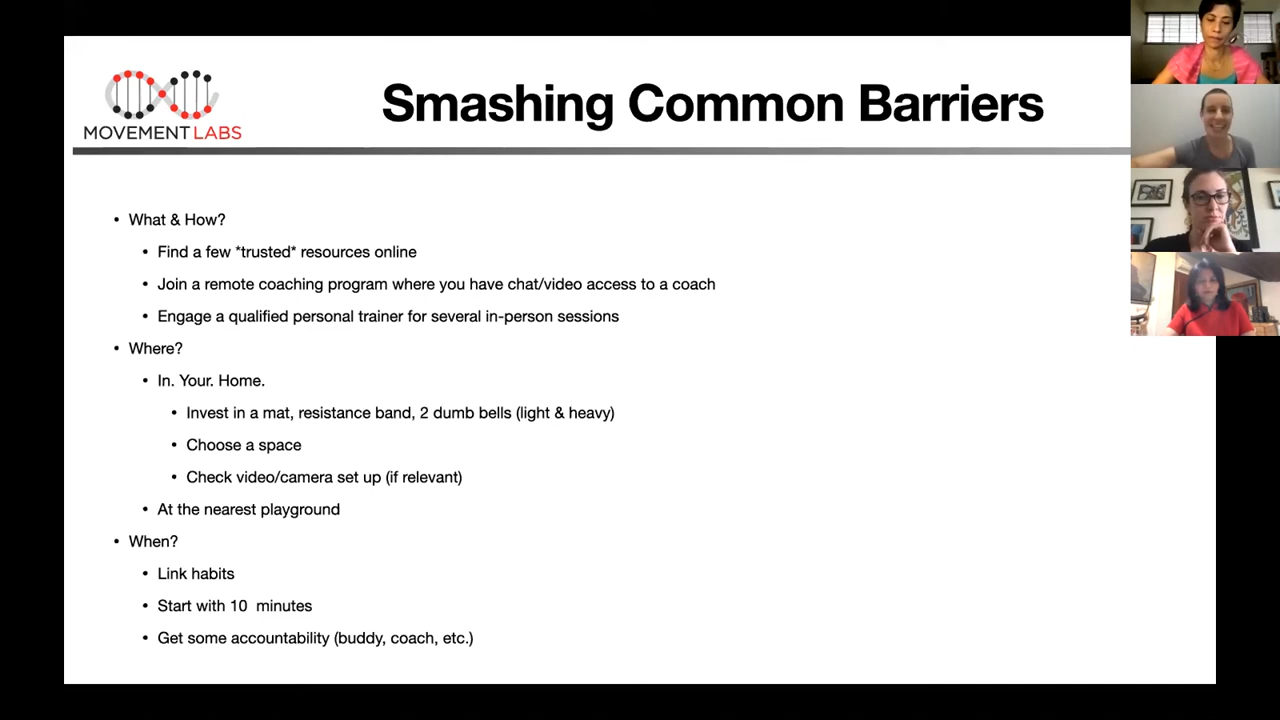 MOVEMENT LABS
Smashing Common Barriers
• What & How?
• Find a few *trusted* resources online
• Join a remote coaching program where you have chat/video access to a coach
• Engage a qualified personal trainer for several in-person sessions
• Where?
• In. Your. Home.
• Invest in a mat, resistance band, 2 dumb bells (light & heavy)
• Choose a space
• Check video/camera set up (if relevant)
• At the nearest playground
• When?
• Link habits
• Start with 10  minutes
• Get some accountability (buddy, coach, etc.)